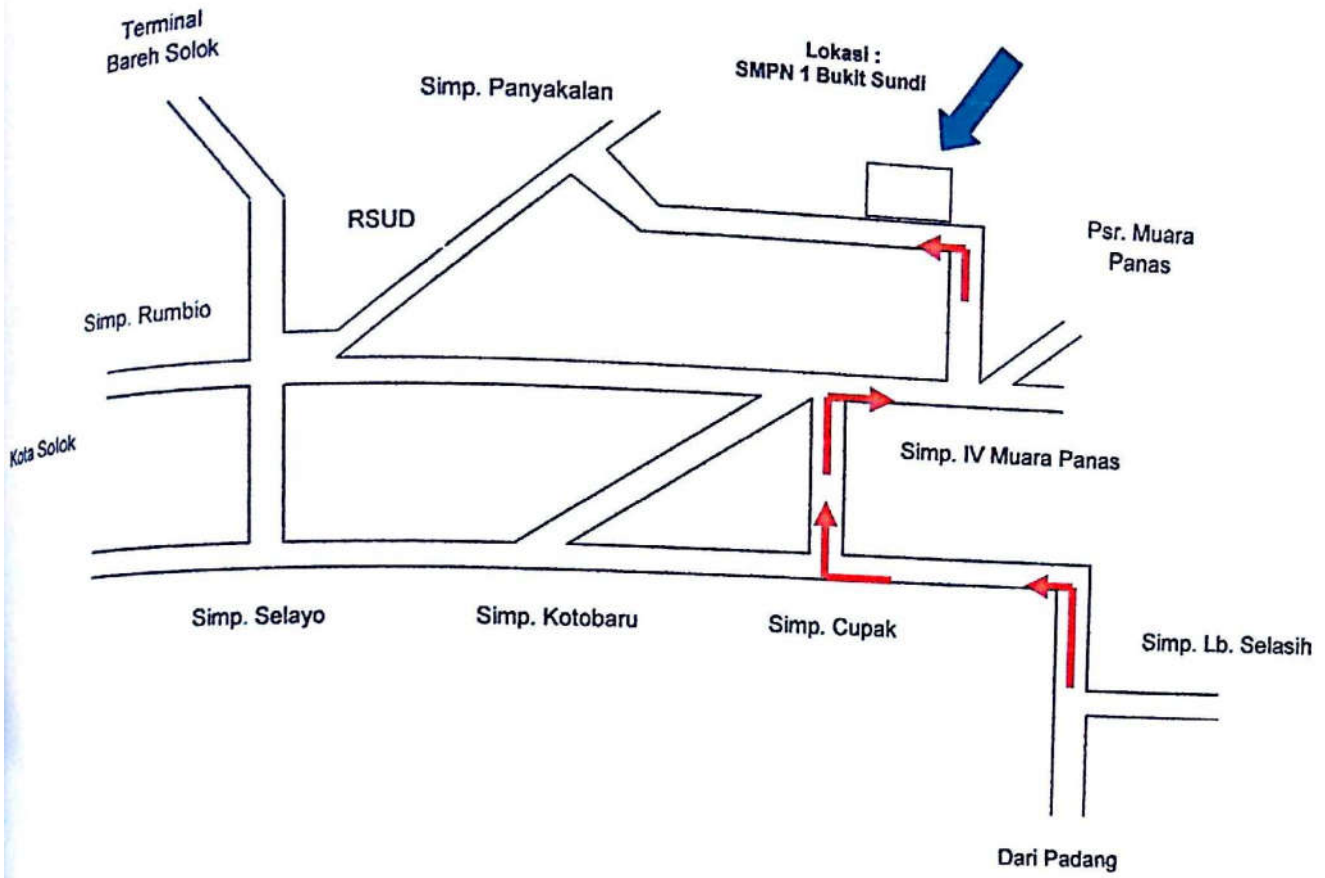 Terminal
Bareh Solok
Lokasi :
SMPN 1 Bukit Sundi
Simp. Panyakalan
RSUD
Psr. Muara
Panas
Simp. Rumbio
Kota Solok
Simp. IV Muara Panas
Simp. Selayo
Simp. Kotobaru
Simp. Cupak
Simp. Lb. Selasih
Dari Padang